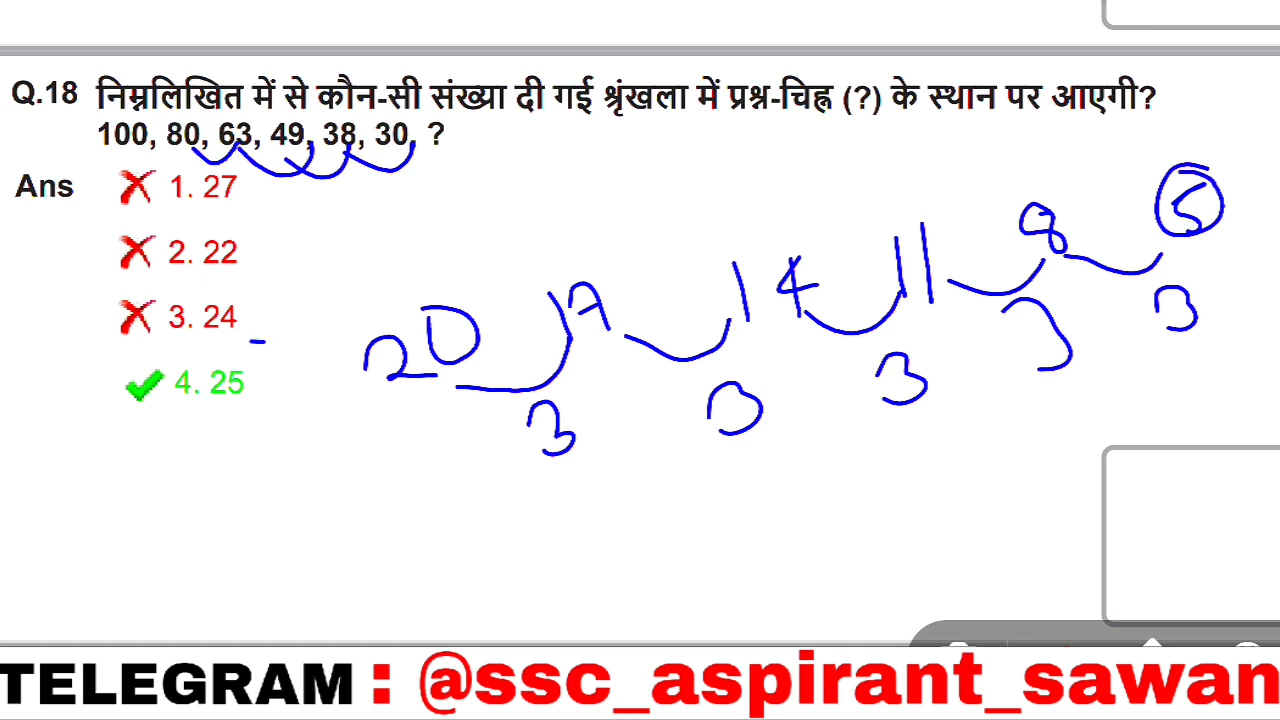 Q.18 निम्नलिखित में से कौन-सी संख्या दी गई श्रृंखला में प्रश्न-चिह्न (?) के स्थान पर आएगी?
100, 80, 63, 49, 38, 30, ?
Ans 1. 27
2. 22
3. 24
4. 25
20 17 14 11 8 5
3 3 3 3 3
TELEGRAM : @ssc_aspirant_sawan